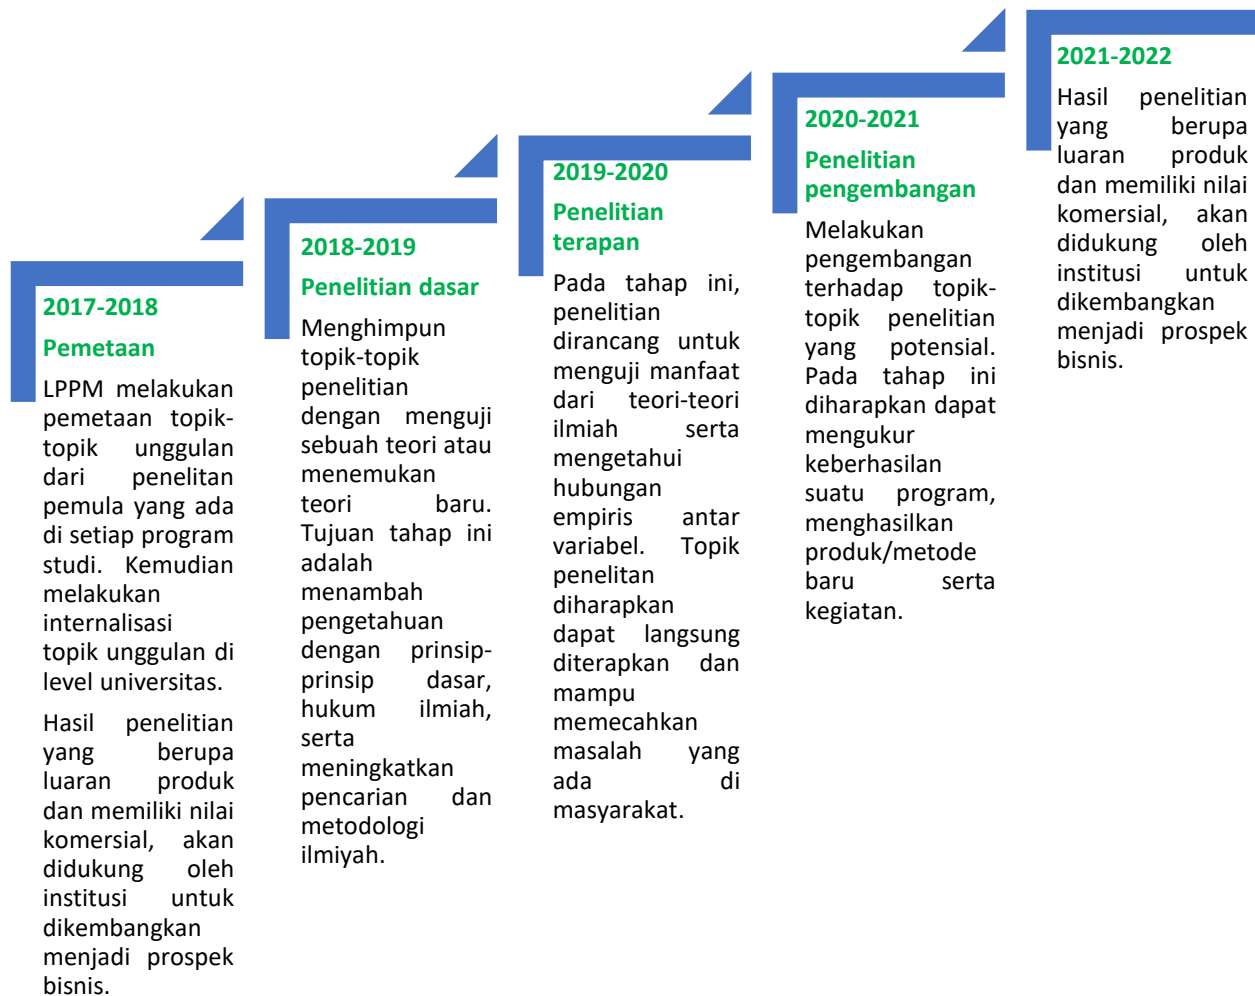 2017-2018
Pemetaan
LPPM melakukan
pemetaan topik-
topik unggulan
dari penelitan
pemula yang ada
di setiap program
studi. Kemudian
melakukan
internalisasi
topik unggulan di
level universitas.
Hasil penelitian
yang berupa
luaran produk
dan memiliki nilai
komersial, akan
didukung oleh
institusi untuk
dikembangkan
menjadi prospek
bisnis.
2018-2019
Penelitian dasar
Menghimpun
topik-topik
penelitian
dengan menguji
sebuah teori atau
menemukan
teori baru.
Tujuan tahap ini
adalah
menambah
pengetahuan
dengan prinsip-
prinsip dasar,
hukum ilmiah,
serta
meningkatkan
pencarian dan
metodologi
ilmiyah.
2019-2020
Penelitian
terapan
Pada tahap ini,
penelitian
dirancang untuk
menguji manfaat
dari teori-teori
ilmiah serta
mengetahui
hubungan
empiris antar
variabel. Topik
penelitan
diharapkan
dapat langsung
diterapkan dan
mampu
memecahkan
masalah yang
ada di
masyarakat.
2020-2021
Penelitian
pengembangan
Melakukan
pengembangan
terhadap topik-
topik penelitian
yang potensial.
Pada tahap ini
diharapkan dapat
mengukur
keberhasilan
suatu program,
menghasilkan
produk/metode
baru serta
kegiatan.
2021-2022
Hasil penelitian
yang berupa
luaran produk
dan memiliki nilai
komersial, akan
didukung oleh
institusi untuk
dikembangkan
menjadi prospek
bisnis.